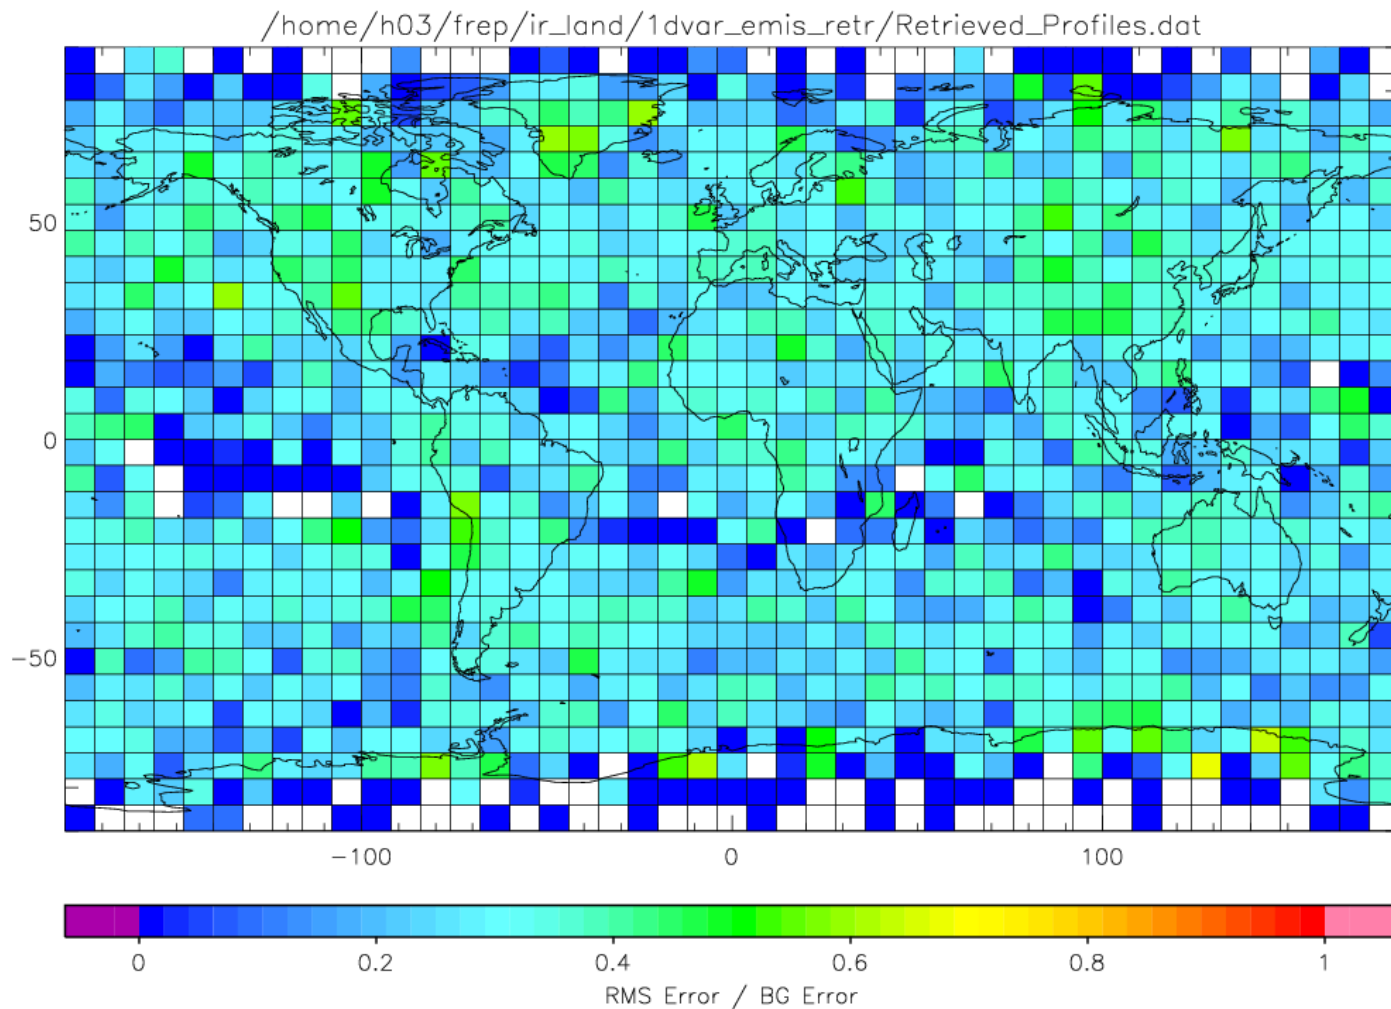 /home/h03/frep/ir_land/1dvar_emis_retr/Retrieved_Profiles.dat
50
0
−50
−100 0 100
0 0.2 0.4 0.6 0.8 1
RMS Error / BG Error